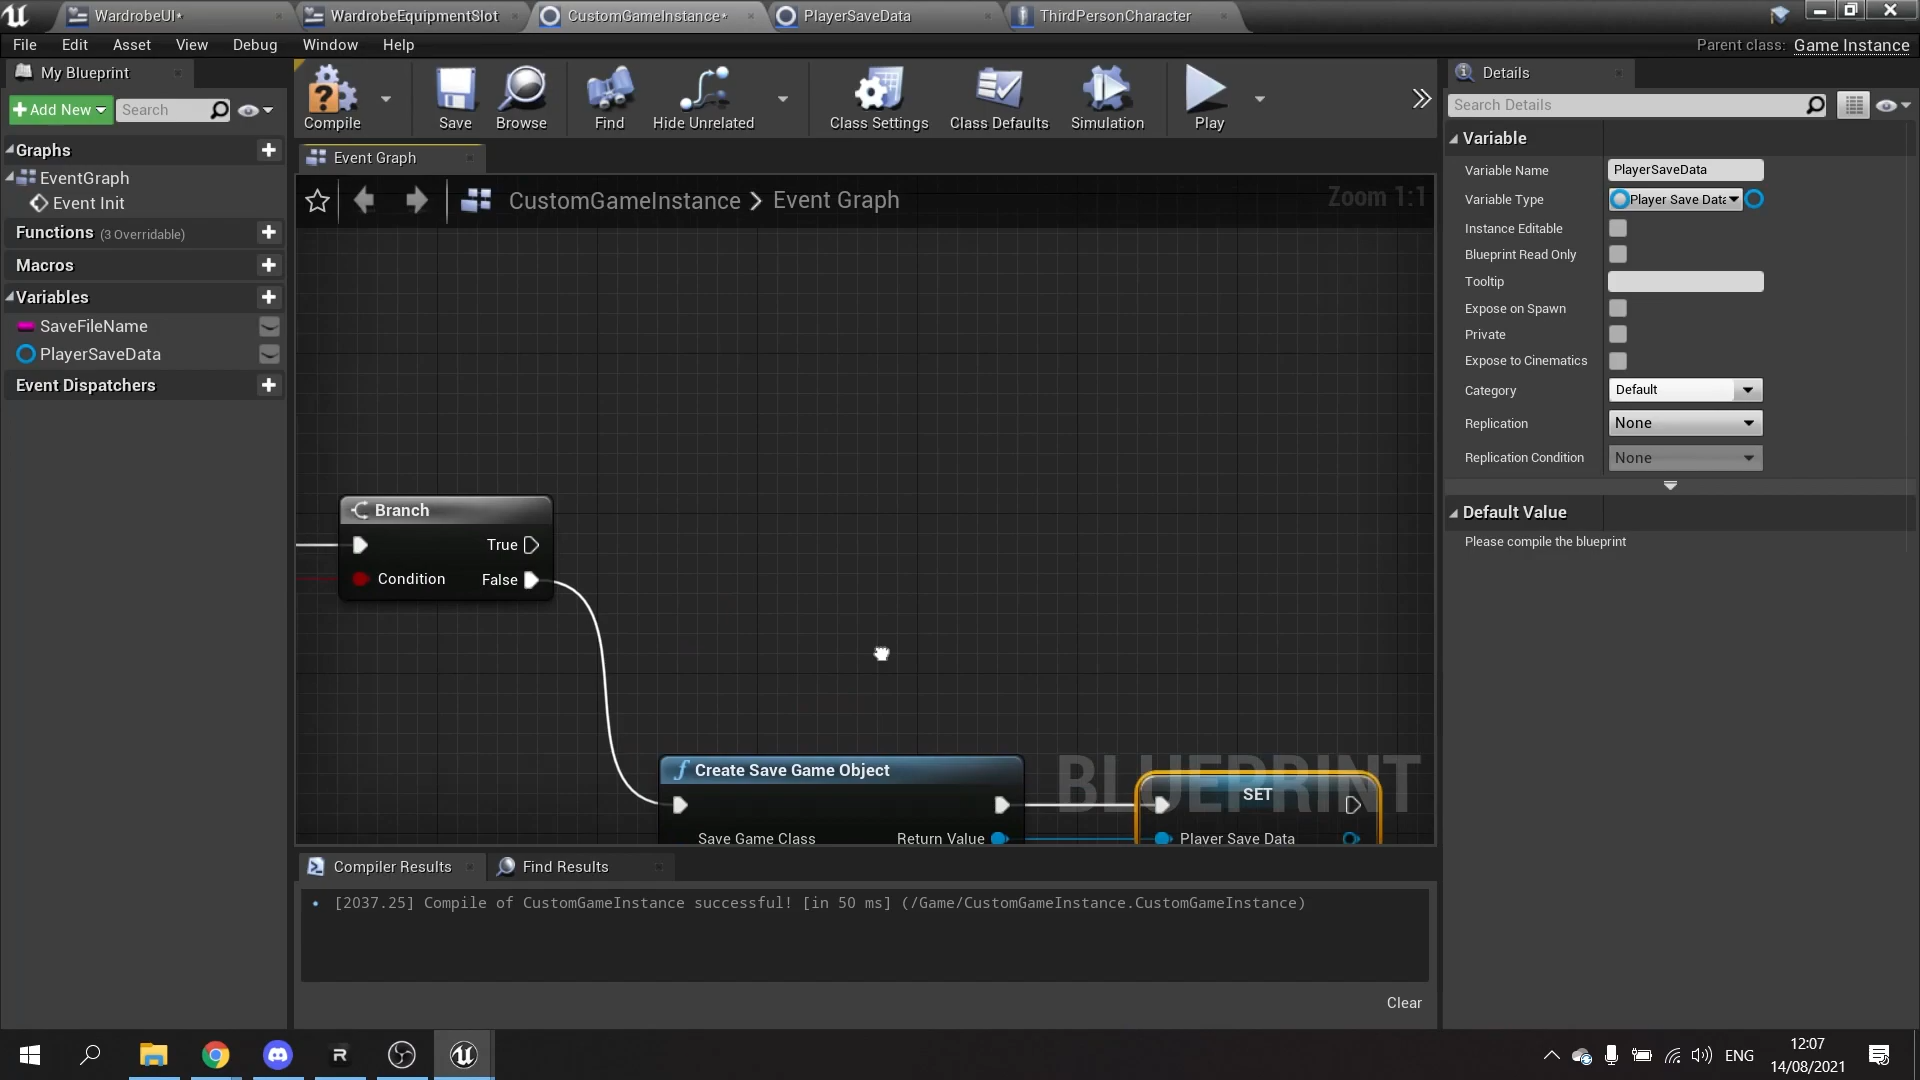 WardrobeUI*
WardrobeEquipmentSlot
CustomGameInstance*
PlayerSaveData
ThirdPersonCharacter
File Edit Asset View Debug Window Help
Parent class: Game Instance
My Blueprint
Add New
Search
Compile
Save
Browse
Find
Hide Unrelated
Class Settings
Class Defaults
Simulation
Play
Details
Search Details
Graphs
EventGraph
Event Init
Functions (3 Overridable)
Macros
Variables
SaveFileName
PlayerSaveData
Event Dispatchers
Event Graph
CustomGameInstance > Event Graph
Zoom 1:1
Branch
True
Condition
False
BLUEPRINT
Create Save Game Object
Save Game Class
Return Value
SET
Player Save Data
Variable
Variable Name
PlayerSaveData
Variable Type
Player Save Data
Instance Editable
Blueprint Read Only
Tooltip
Expose on Spawn
Private
Expose to Cinematics
Category
Default
Replication
None
Replication Condition
None
Default Value
Please compile the blueprint
Compiler Results
Find Results
[2037.25] Compile of CustomGameInstance successful! [in 50 ms] (/Game/CustomGameInstance.CustomGameInstance)
Clear
ENG
12:07
14/08/2021